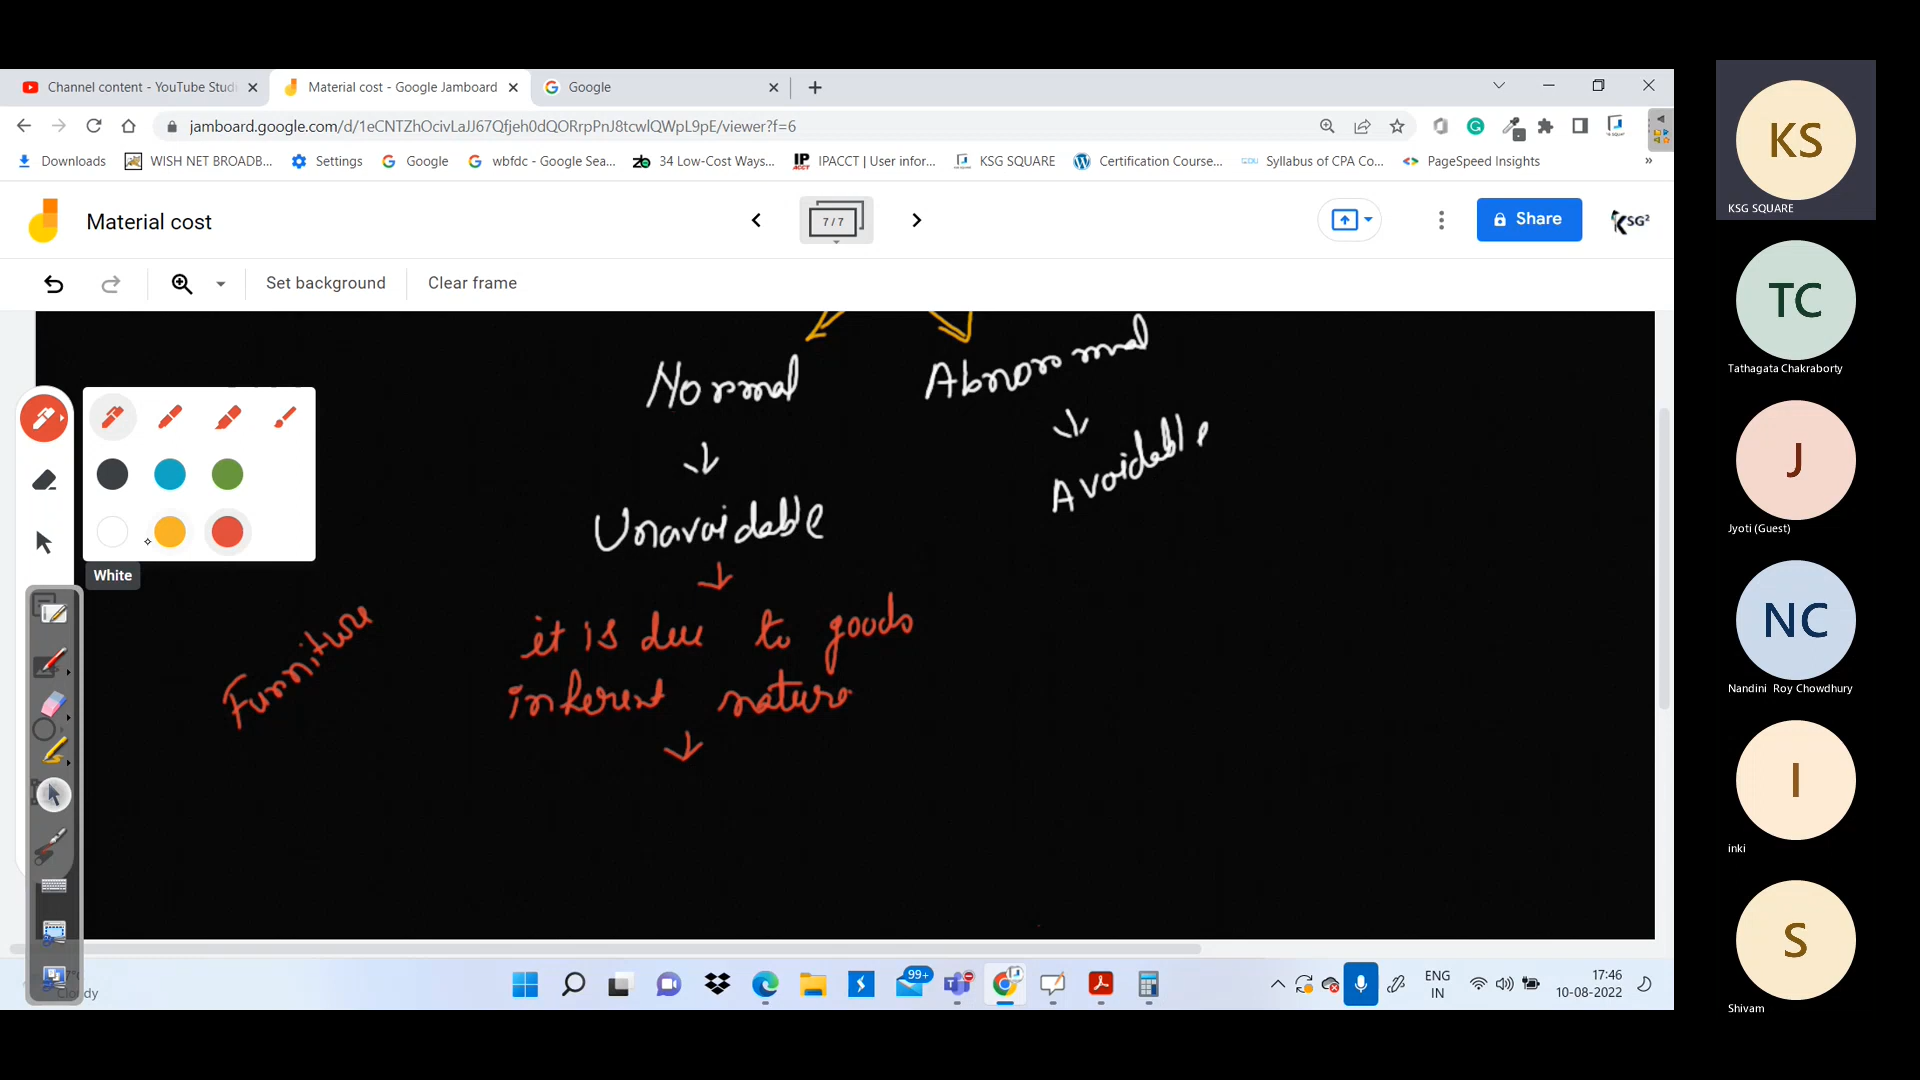 Channel content - YouTube Stud
Material cost - Google Jamboard
Google
jamboard.google.com/d/1eCNTZhOcivLaJJ67Qfjeh0dQORrpPnJ8tcwlQWpL9pE/viewer?f=6
Downloads
WISH NET BROADB...
Settings
Google
wbfdc - Google Sea...
34 Low-Cost Ways...
IPACCT | User infor...
KSG SQUARE
Certification Course...
Syllabus of CPA Co...
PageSpeed Insights
»
Material cost
7 / 7
Share
KSG²
Set background
Clear frame
Normal
Abnormal
Avoidable
Unavoidable
White
it is due to goods
inherent nature
Furniture
Cloudy
99+
ENG
IN
17:46
10-08-2022
KS
KSG SQUARE
TC
Tathagata Chakraborty
J
Jyoti (Guest)
NC
Nandini Roy Chowdhury
I
inki
S
Shivam